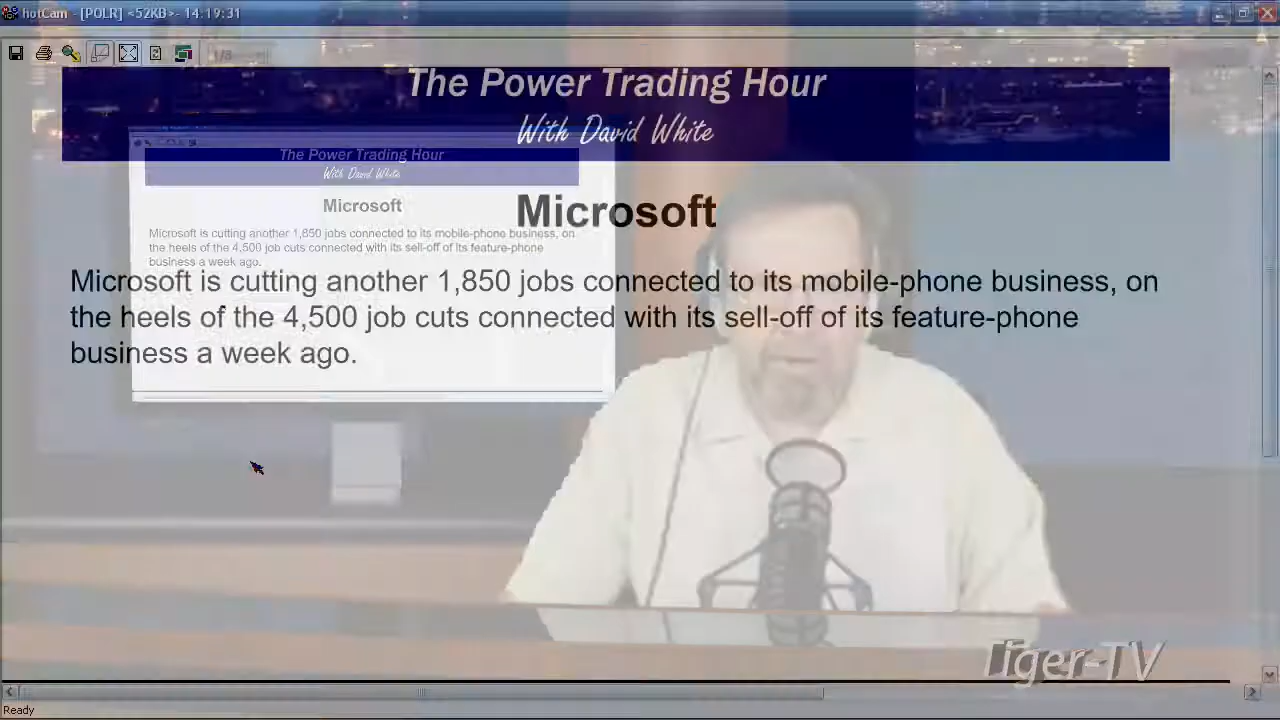 hotCam - [POLR] <52KB>- 14:19:31
1/3
The Power Trading Hour
With David White
Microsoft
Microsoft is cutting another 1,850 jobs connected to its mobile-phone business, on
the heels of the 4,500 job cuts connected with its sell-off of its feature-phone
business a week ago.
The Power Trading Hour
With David White
Microsoft
Microsoft is cutting another 1,850 jobs connected to its mobile-phone business, on
the heels of the 4,500 job cuts connected with its sell-off of its feature-phone
business a week ago.
Tiger-TV
Ready